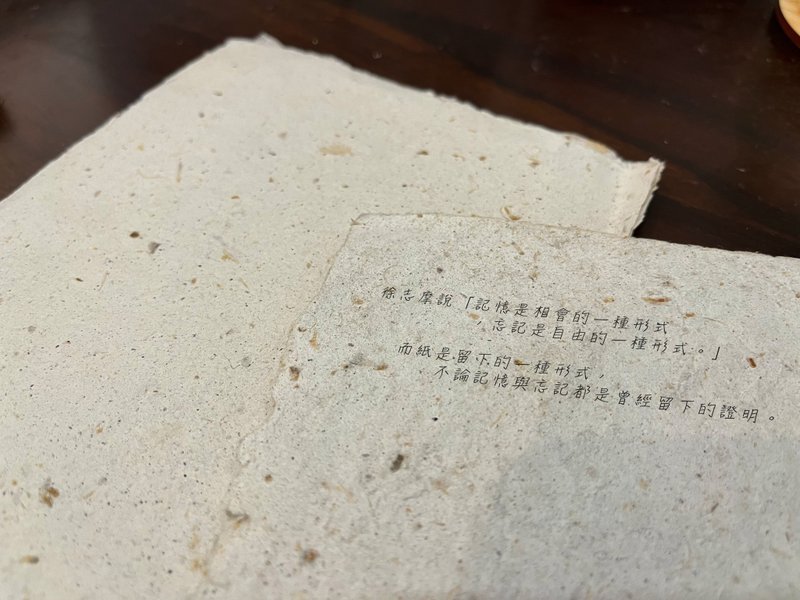 徐志摩說「記憶是相會的一種形式
，忘記是自由的一種形式。」
而紙是留下的一種形式，
不論記憶與忘記都是曾經留下的證明。